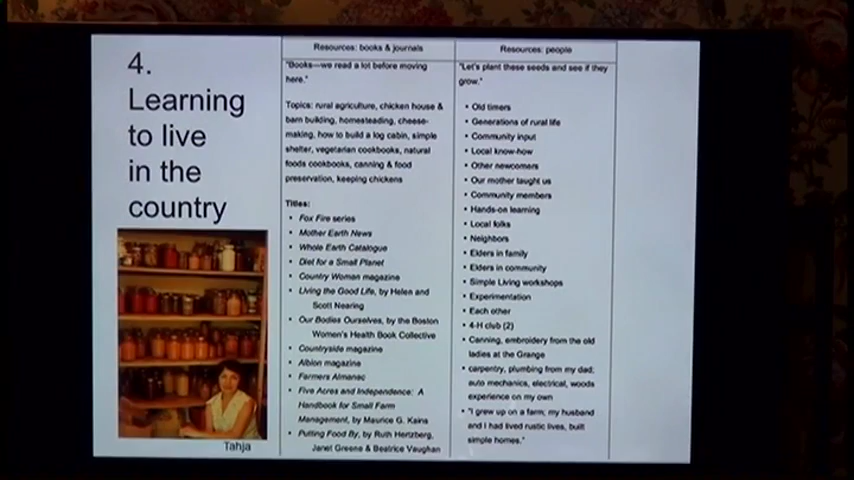 4.
Learning
to live
in the
country
Tahja
Resources: books & journals
"Books—we read a lot before moving
here."
Topics: rural agriculture, chicken house &
barn building, homesteading, cheese-
making, how to build a log cabin, simple
shelter, vegetarian cookbooks, natural
foods cookbooks, canning & food
preservation, keeping chickens
Titles:
• Fox Fire series
• Mother Earth News
• Whole Earth Catalogue
• Diet for a Small Planet
• Country Woman magazine
• Living the Good Life, by Helen and
Scott Nearing
• Our Bodies Ourselves, by the Boston
Women's Health Book Collective
• Countryside magazine
• Albion magazine
• Farmers Almanac
• Five Acres and Independence: A
Handbook for Small Farm
Management, by Maurice G. Kains
• Putting Food By, by Ruth Hertzberg,
Janet Greene & Beatrice Vaughan
Resources: people
"Let's plant these seeds and see if they
grow."
• Old timers
• Generations of rural life
• Community input
• Local know-how
• Other newcomers
• Our mother taught us
• Community members
• Hands-on learning
• Local folks
• Neighbors
• Elders in family
• Elders in community
• Simple Living workshops
• Experimentation
• Each other
• 4-H club (2)
• Canning, embroidery from the old
ladies at the Grange
• carpentry, plumbing from my dad;
auto mechanics, electrical, woods
experience on my own
• "I grew up on a farm; my husband
and I had lived rustic lives, built
simple homes."